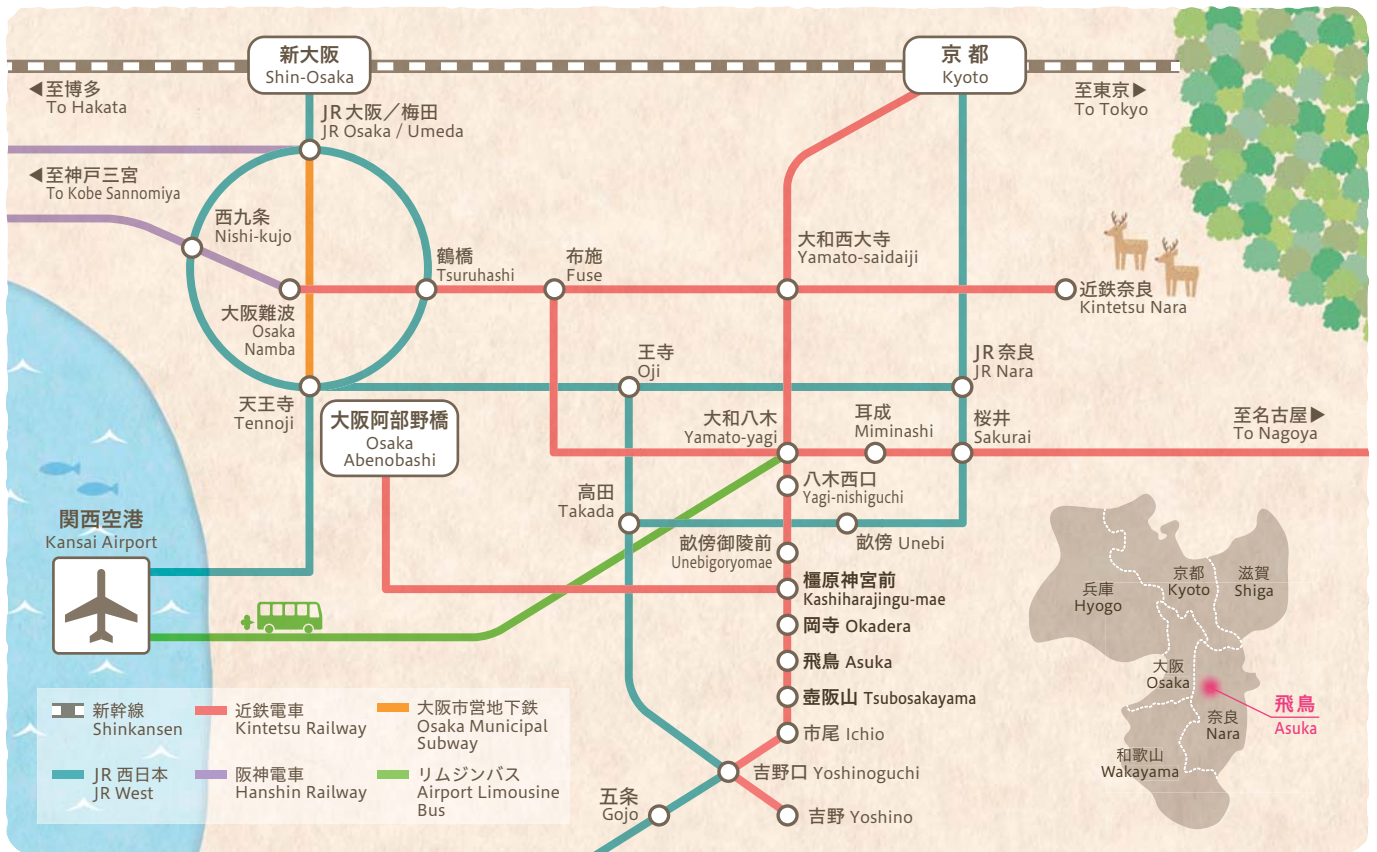 新大阪
Shin-Osaka
京都
Kyoto
◀至博多
To Hakata
至東京▶
To Tokyo
JR 大阪／梅田
JR Osaka / Umeda
◀至神戸三宮
To Kobe Sannomiya
西九条
Nishi-kujo
鶴橋
Tsuruhashi
布施
Fuse
大和西大寺
Yamato-saidaiji
近鉄奈良
Kintetsu Nara
大阪難波
Osaka
Namba
王寺
Oji
JR 奈良
JR Nara
天王寺
Tennoji
大阪阿部野橋
Osaka
Abenobashi
大和八木
Yamato-yagi
耳成
Miminashi
桜井
Sakurai
至名古屋▶
To Nagoya
八木西口
Yagi-nishiguchi
高田
Takada
畝傍 Unebi
畝傍御陵前
Unebigoryomae
関西空港
Kansai Airport
橿原神宮前
Kashiharajingu-mae
岡寺 Okadera
飛鳥 Asuka
壺阪山 Tsubosakayama
市尾 Ichio
吉野口 Yoshinoguchi
五条
Gojo
吉野 Yoshino
兵庫
Hyogo
京都
Kyoto
滋賀
Shiga
大阪
Osaka
奈良
Nara
和歌山
Wakayama
飛鳥
Asuka
新幹線
Shinkansen
近鉄電車
Kintetsu Railway
大阪市営地下鉄
Osaka Municipal
Subway
JR 西日本
JR West
阪神電車
Hanshin Railway
リムジンバス
Airport Limousine
Bus